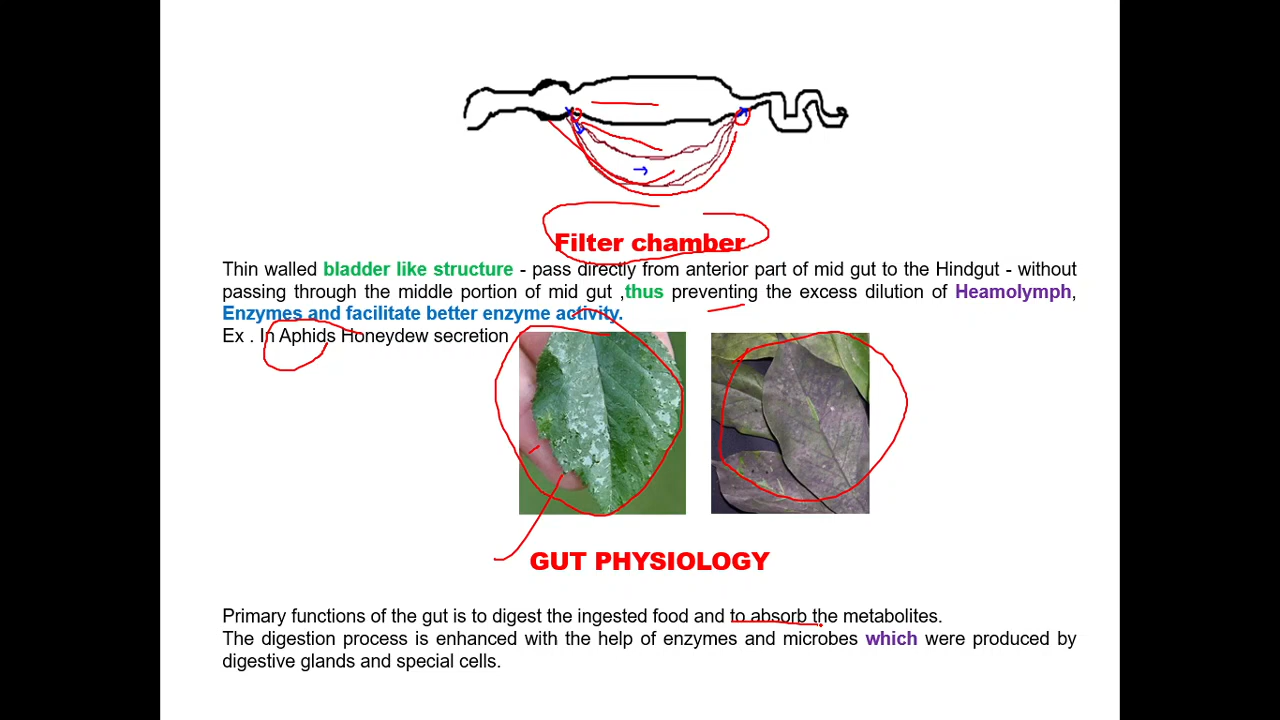 Filter chamber
Thin walled bladder like structure - pass directly from anterior part of mid gut to the Hindgut - without
passing through the middle portion of mid gut ,thus preventing the excess dilution of Heamolymph,
Enzymes and facilitate better enzyme activity.
Ex . In Aphids Honeydew secretion
GUT PHYSIOLOGY
Primary functions of the gut is to digest the ingested food and to absorb the metabolites.
The digestion process is enhanced with the help of enzymes and microbes which were produced by
digestive glands and special cells.